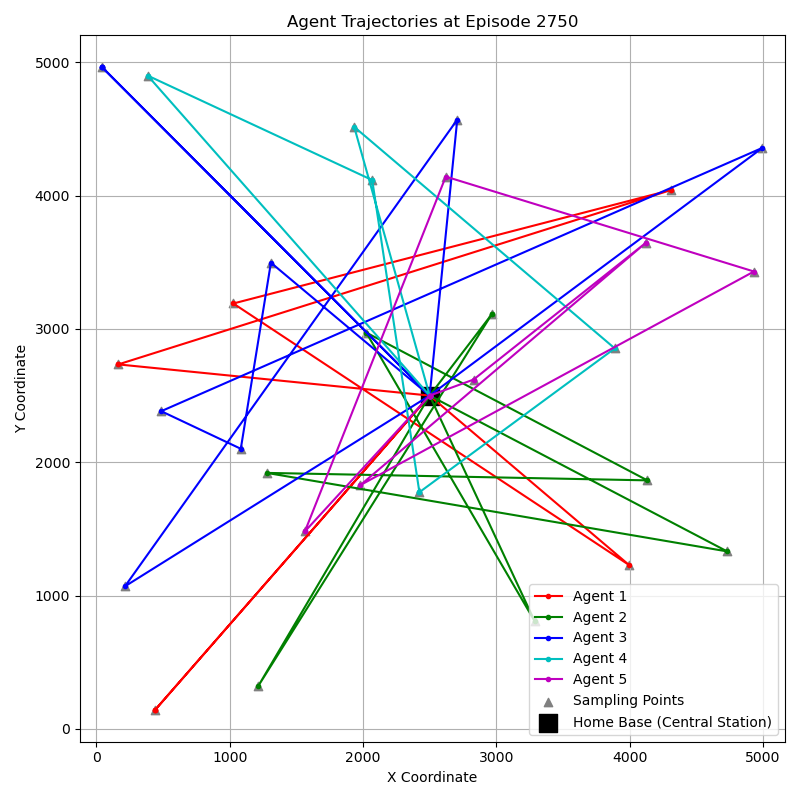 Agent Trajectories at Episode 2750
Y Coordinate
5000
4000
3000
2000
1000
0
0 1000 2000 3000 4000 5000
X Coordinate
Agent 1
Agent 2
Agent 3
Agent 4
Agent 5
Sampling Points
Home Base (Central Station)